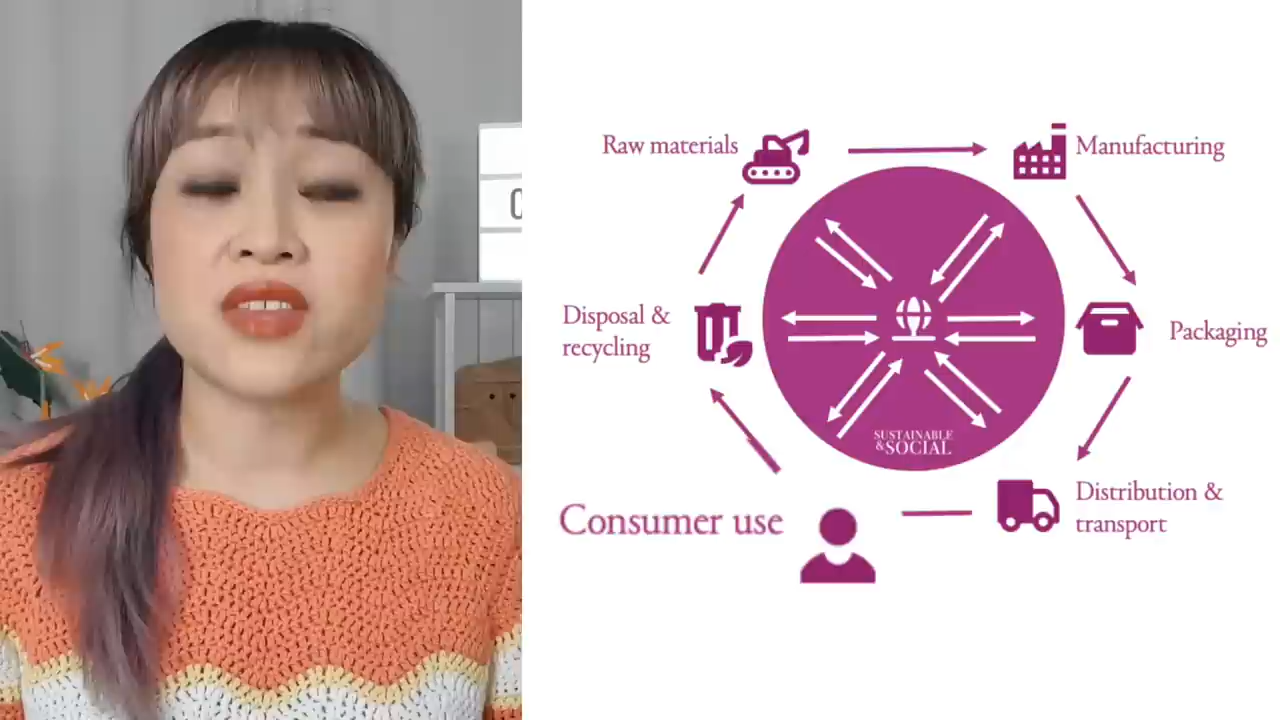 Raw materials
Manufacturing
Disposal &
recycling
Packaging
SUSTAINABLE
&SOCIAL
Consumer use
Distribution &
transport